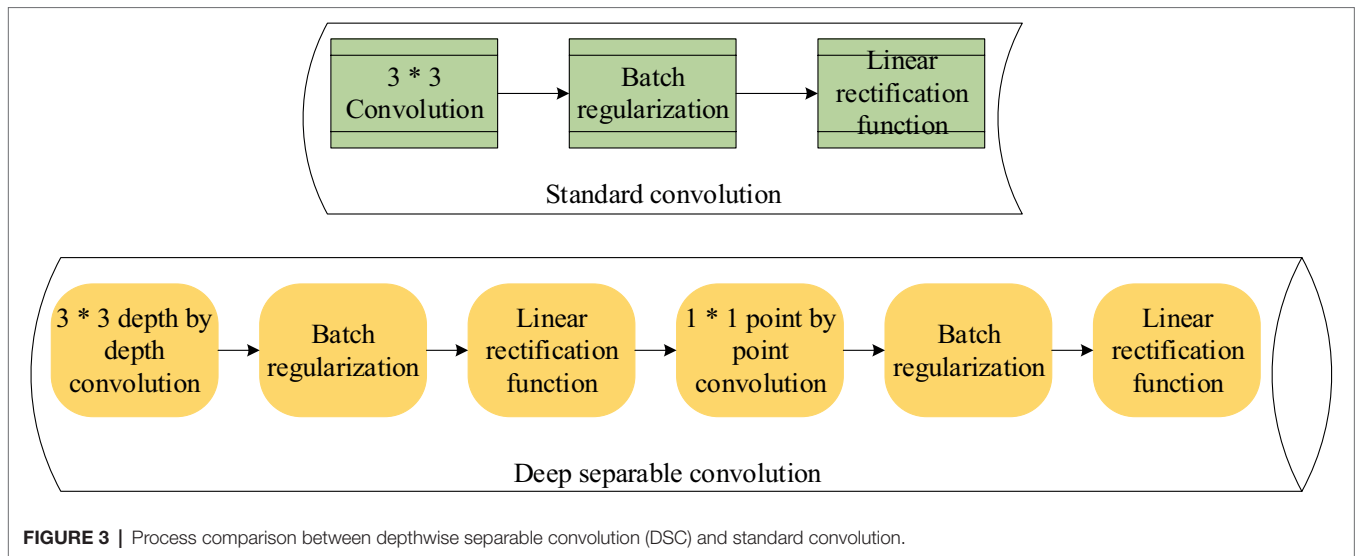 3 * 3
Convolution
Batch
regularization
Linear
rectification
function
Standard convolution
3 * 3 depth by
depth
convolution
Batch
regularization
Linear
rectification
function
1 * 1 point by
point
convolution
Batch
regularization
Linear
rectification
function
Deep separable convolution
FIGURE 3 | Process comparison between depthwise separable convolution (DSC) and standard convolution.